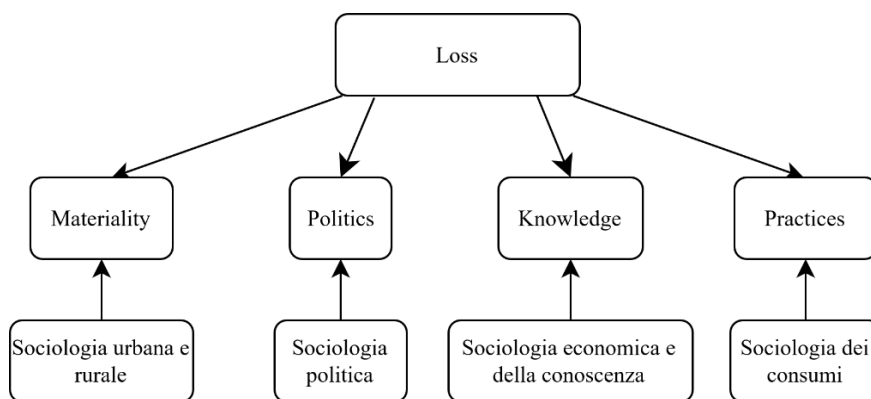 Loss
Materiality
Politics
Knowledge
Practices
Sociologia urbana e
rurale
Sociologia
politica
Sociologia economica e
della conoscenza
Sociologia dei
consumi